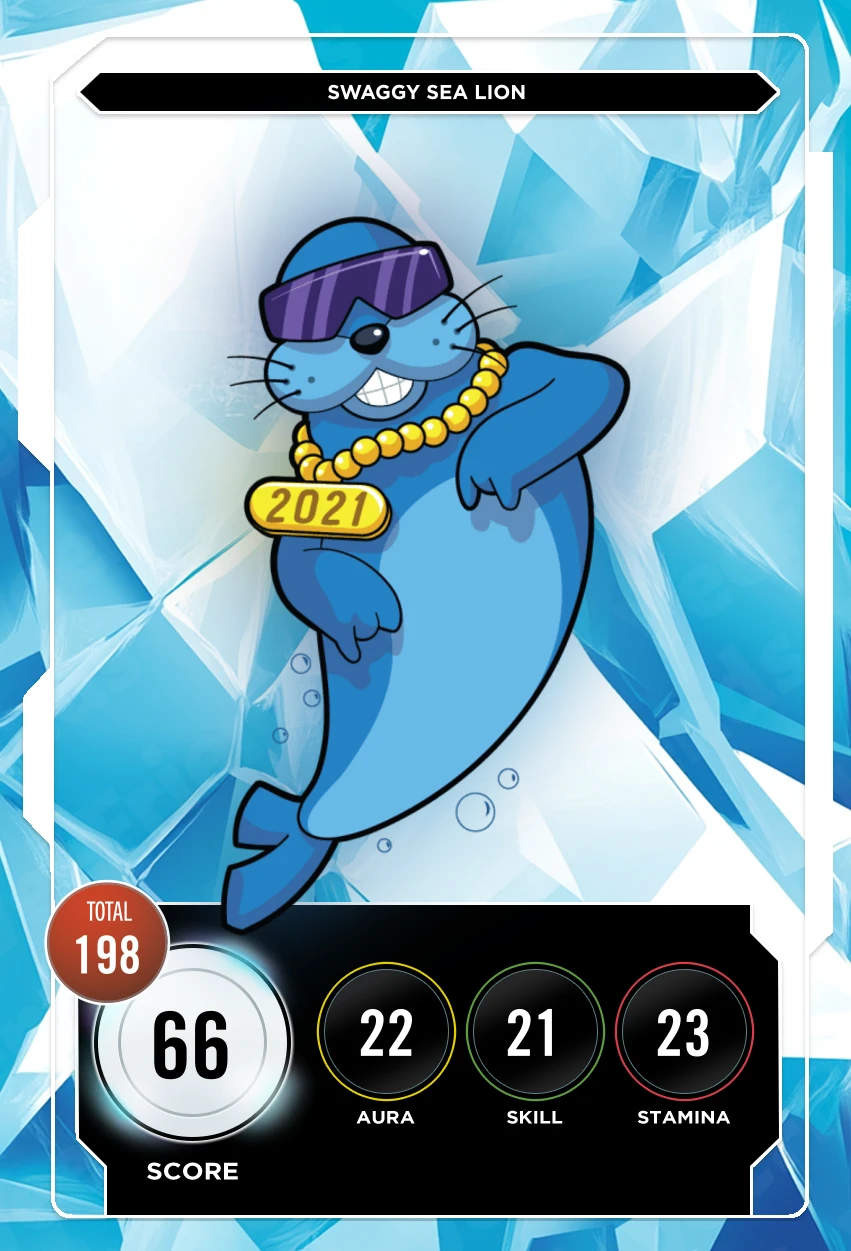 SWAGGY SEA LION
2021
TOTAL
198
66
SCORE
22
AURA
21
SKILL
23
STAMINA